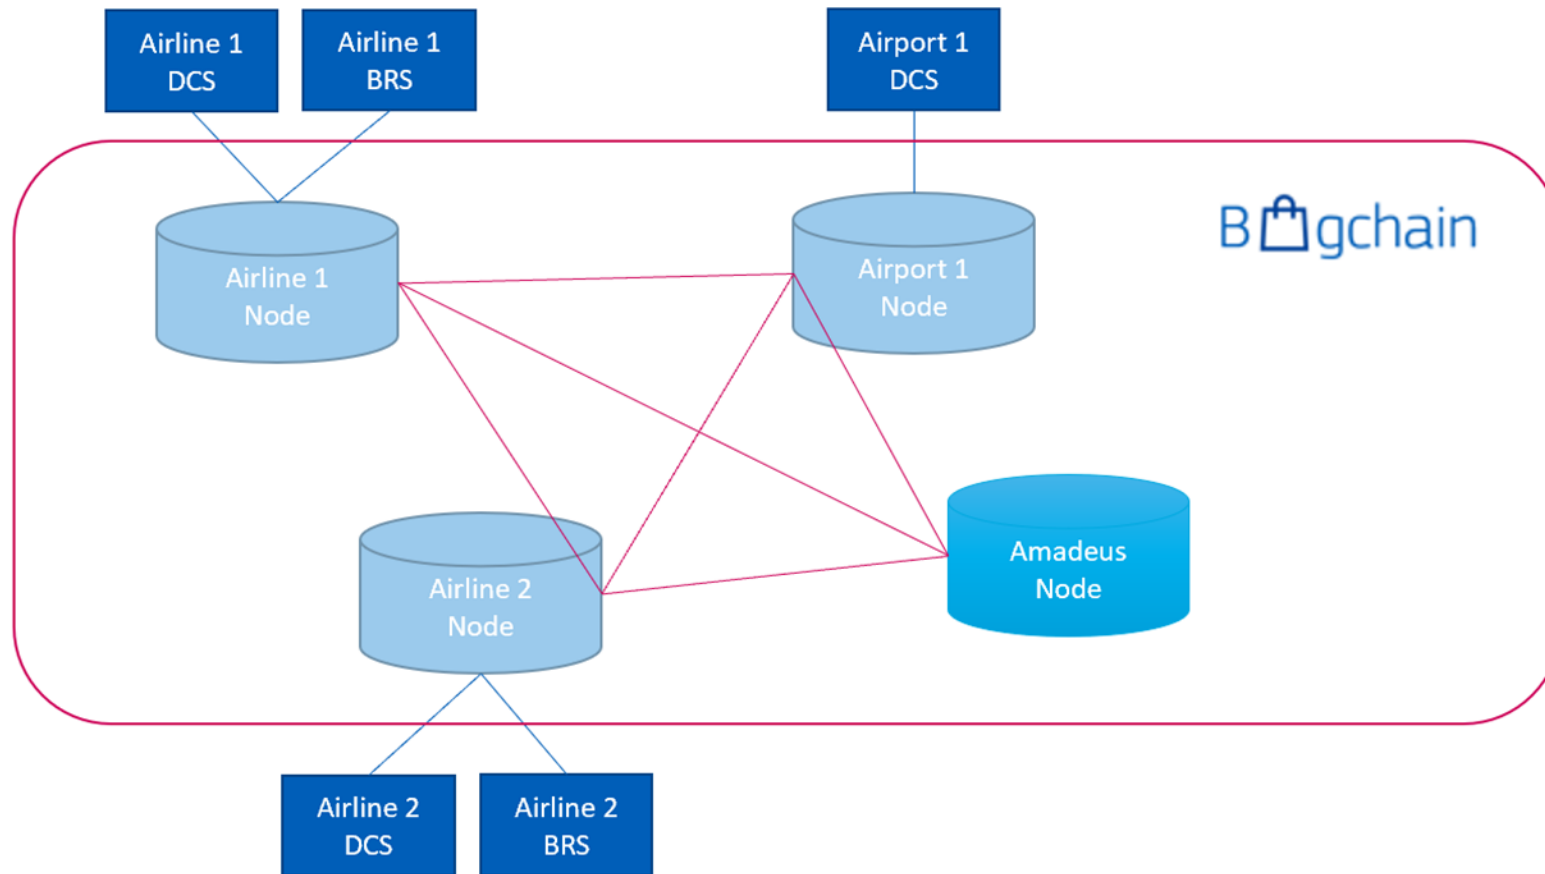 Airline 1
DCS
Airline 1
BRS
Airport 1
DCS
Bagchain
Airline 1
Node
Airport 1
Node
Airline 2
Node
Amadeus
Node
Airline 2
DCS
Airline 2
BRS